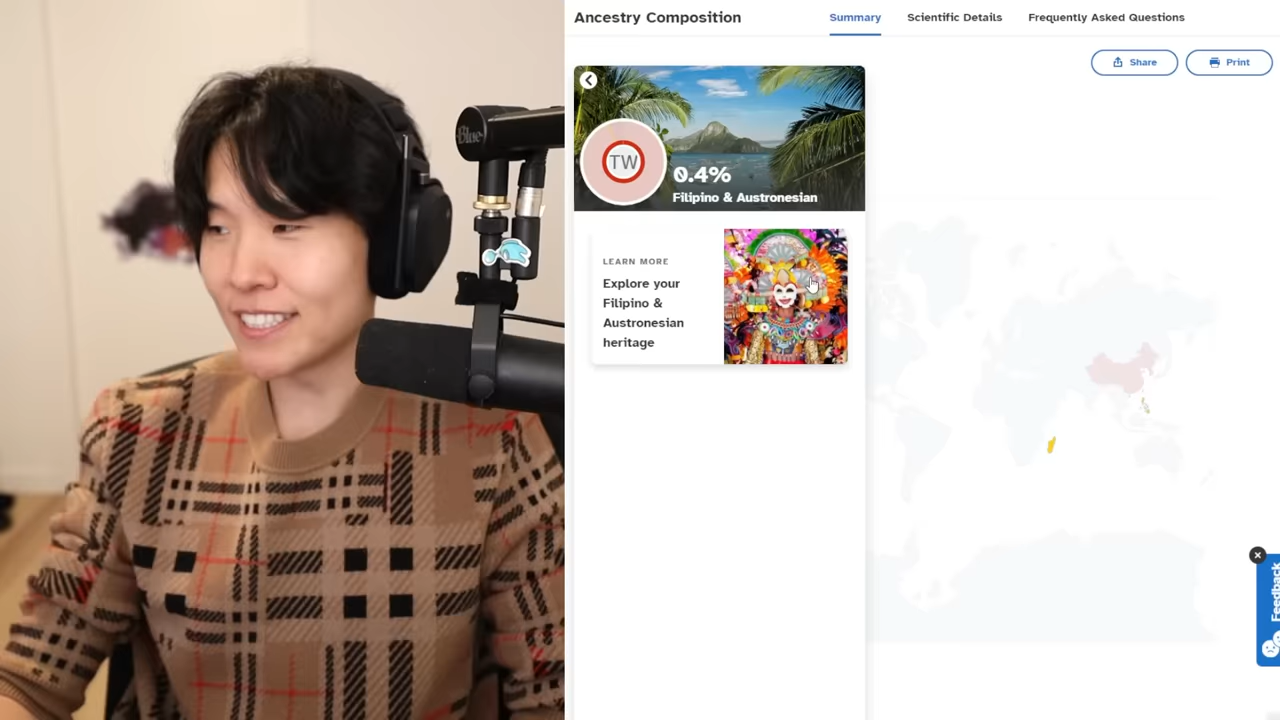 Ancestry Composition
Summary
Scientific Details
Frequently Asked Questions
Share
Print
Blue
TW
0.4%
Filipino & Austronesian
LEARN MORE
Explore your
Filipino &
Austronesian
heritage
Feedback